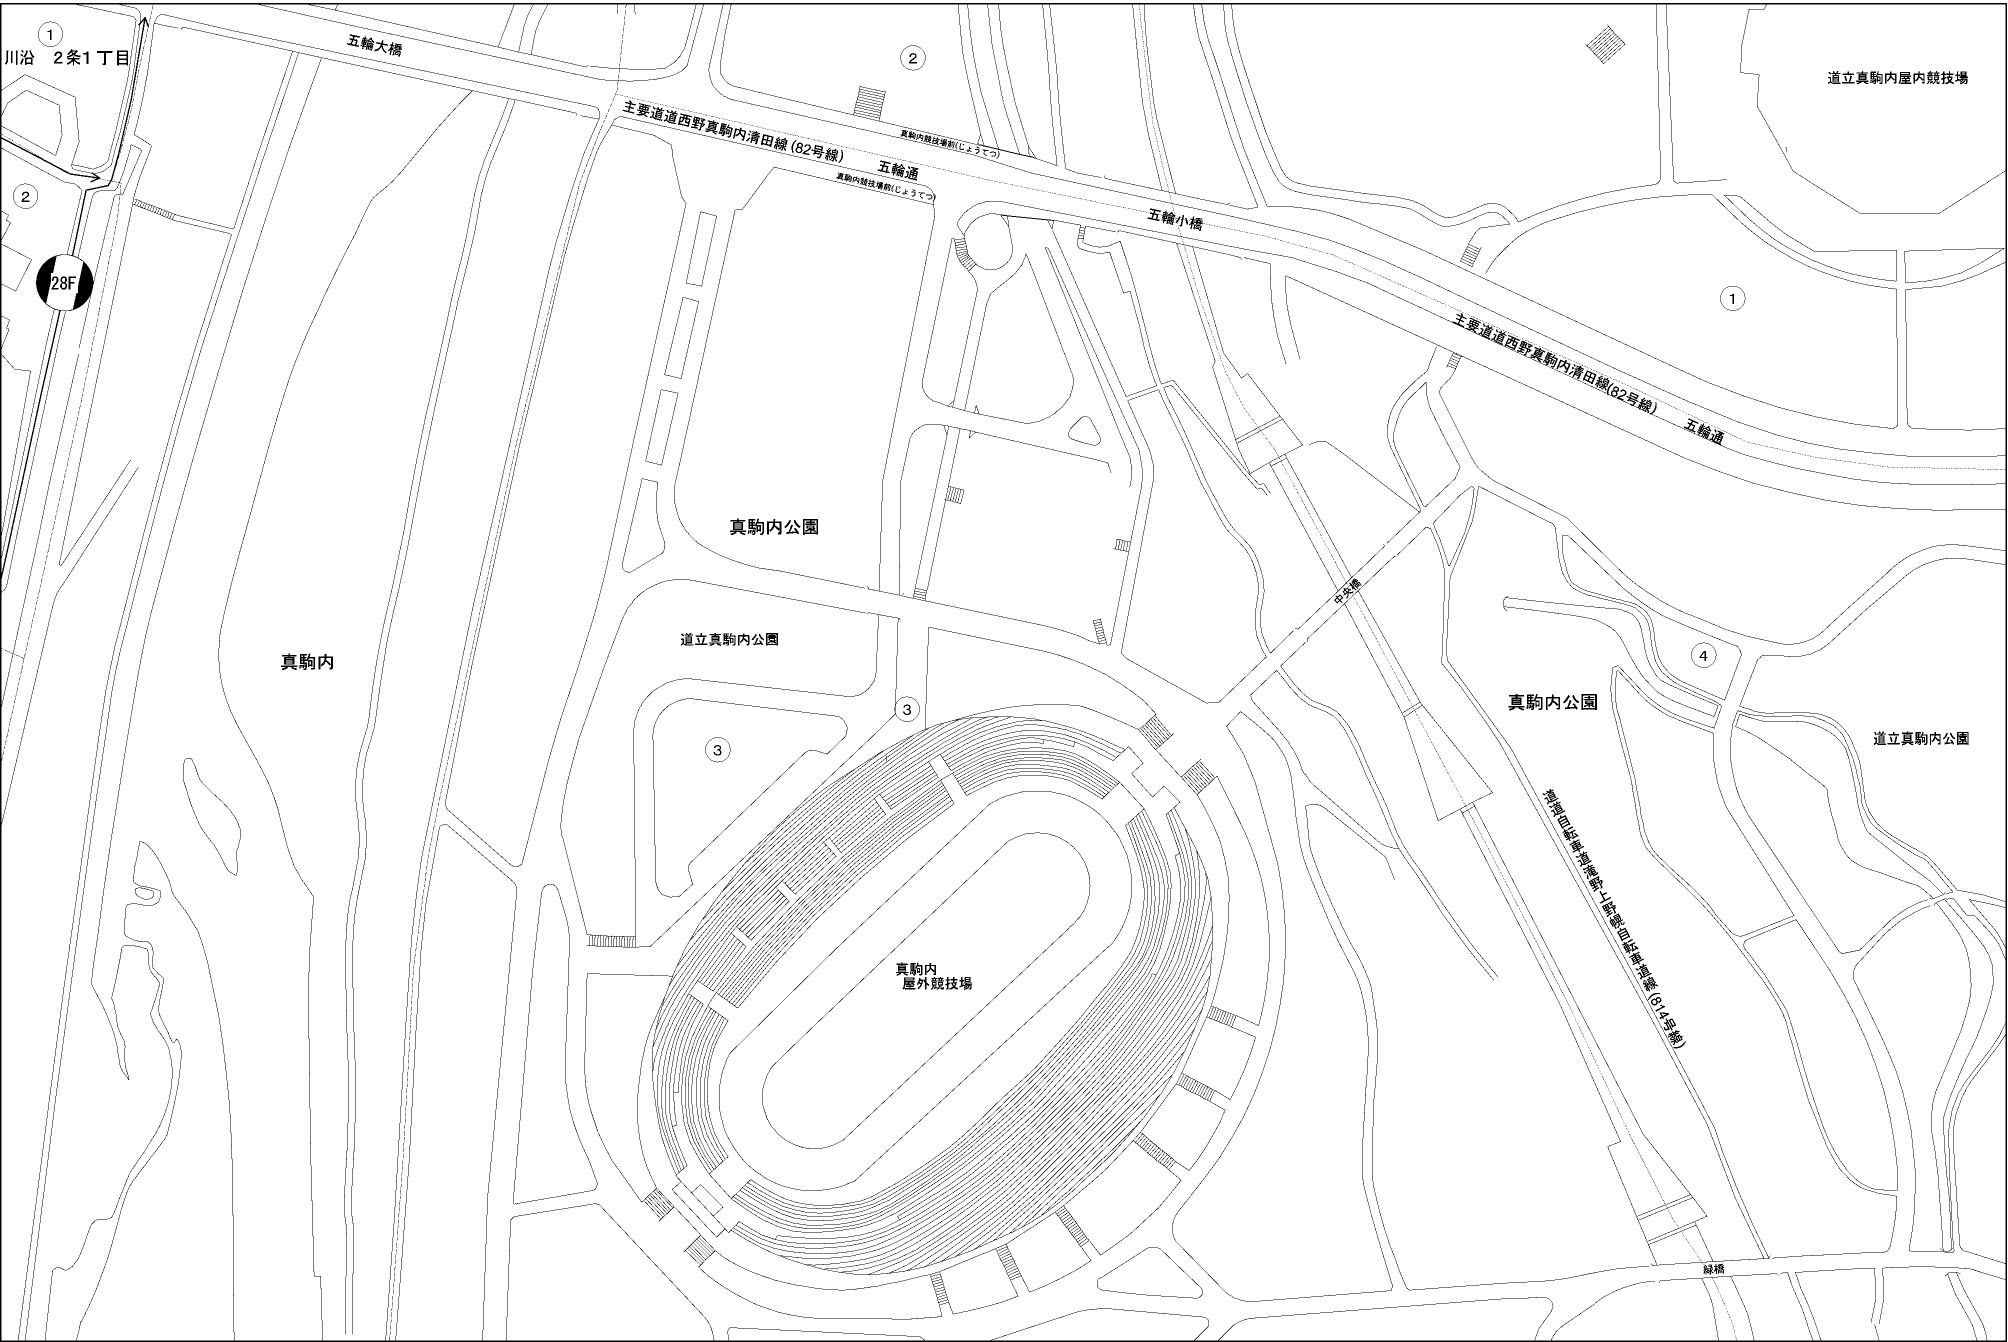 1
川沿　2条1丁目
五輪大橋
2
道立真駒内屋内競技場
主要道道西野真駒内清田線(82号線)
五輪通
真駒内競技場前(じょうてつ)
真駒内競技場前(じょうてつ)
2
五輪小橋
28F
1
主要道道西野真駒内清田線(82号線)
五輪通
真駒内公園
中央橋
道立真駒内公園
真駒内
4
真駒内公園
3
3
道立真駒内公園
道道自転車道滝野上野幌自転車道線(814号線)
真駒内
屋外競技場
緑橋